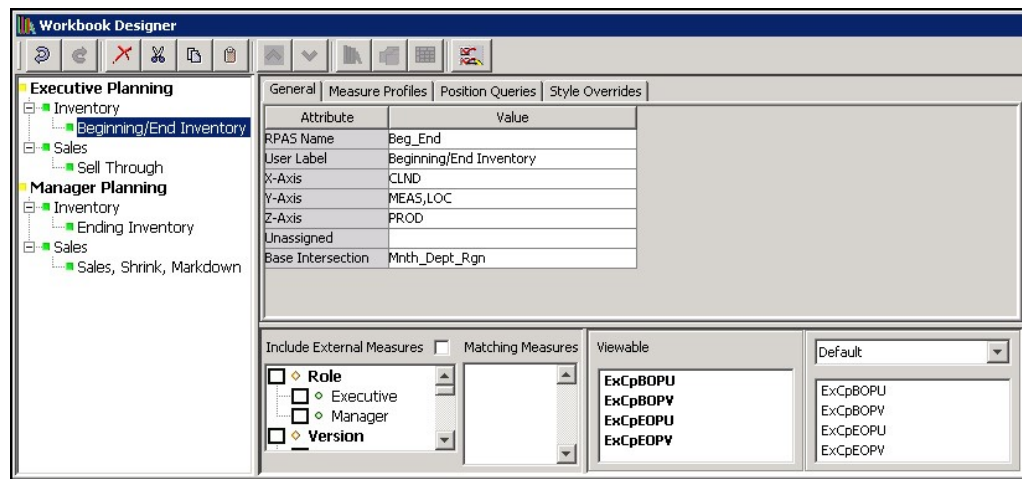 Workbook Designer
Executive Planning
Inventory
Beginning/End Inventory
Sales
Sell Through
Manager Planning
Inventory
Ending Inventory
Sales
Sales, Shrink, Markdown
General Measure Profiles Position Queries Style Overrides
Attribute Value
RPAS Name Beg_End
User Label Beginning/End Inventory
X-Axis CLND
Y-Axis MEAS,LOC
Z-Axis PROD
Unassigned
Base Intersection Mnth_Dept_Rgn
Include External Measures Matching Measures
Role
Executive
Manager
Version
Viewable
ExCpBOPU
ExCpBOPV
ExCpEOPU
ExCpEOPV
Default
ExCpBOPU
ExCpBOPV
ExCpEOPU
ExCpEOPV